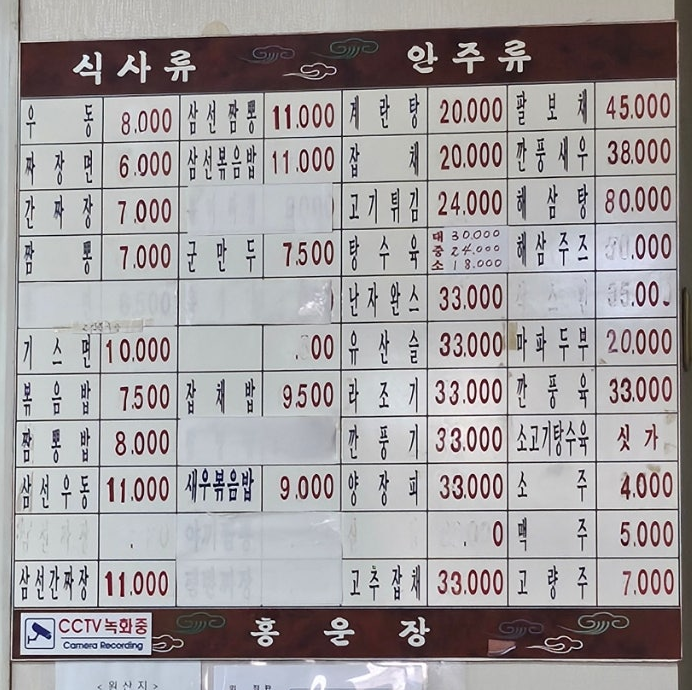 식사류 안주류
우동 8.000 삼선짬뽕 11.000 계란탕 20.000 팔보채 45.000
짜장면 6.000 삼선볶음밥 11.000 잡채 20.000 깐풍새우 38.000
간짜장 7.000 고기튀김 24.000 해삼탕 80.000
짬뽕 7.000 군만두 7.500 탕수육 대 30.000 중 24.000 소 18.000 해삼주즈 .000
난자완스 33.000
기스면 10.000 .00 유산슬 33.000 마파두부 20.000
볶음밥 7.500 잡채밥 9.500 라조기 33.000 깐풍육 33.000
짬뽕밥 8.000 깐풍기 33.000 소고기탕수육 싯가
삼선우동 11.000 새우볶음밥 9.000 양장피 33.000 소주 4.000
. .0 맥주 5.000
삼선간짜장 11.000 고추잡채 33.000 고량주 7.000
CCTV 녹화중
Camera Recording
홍운장
<원산지>